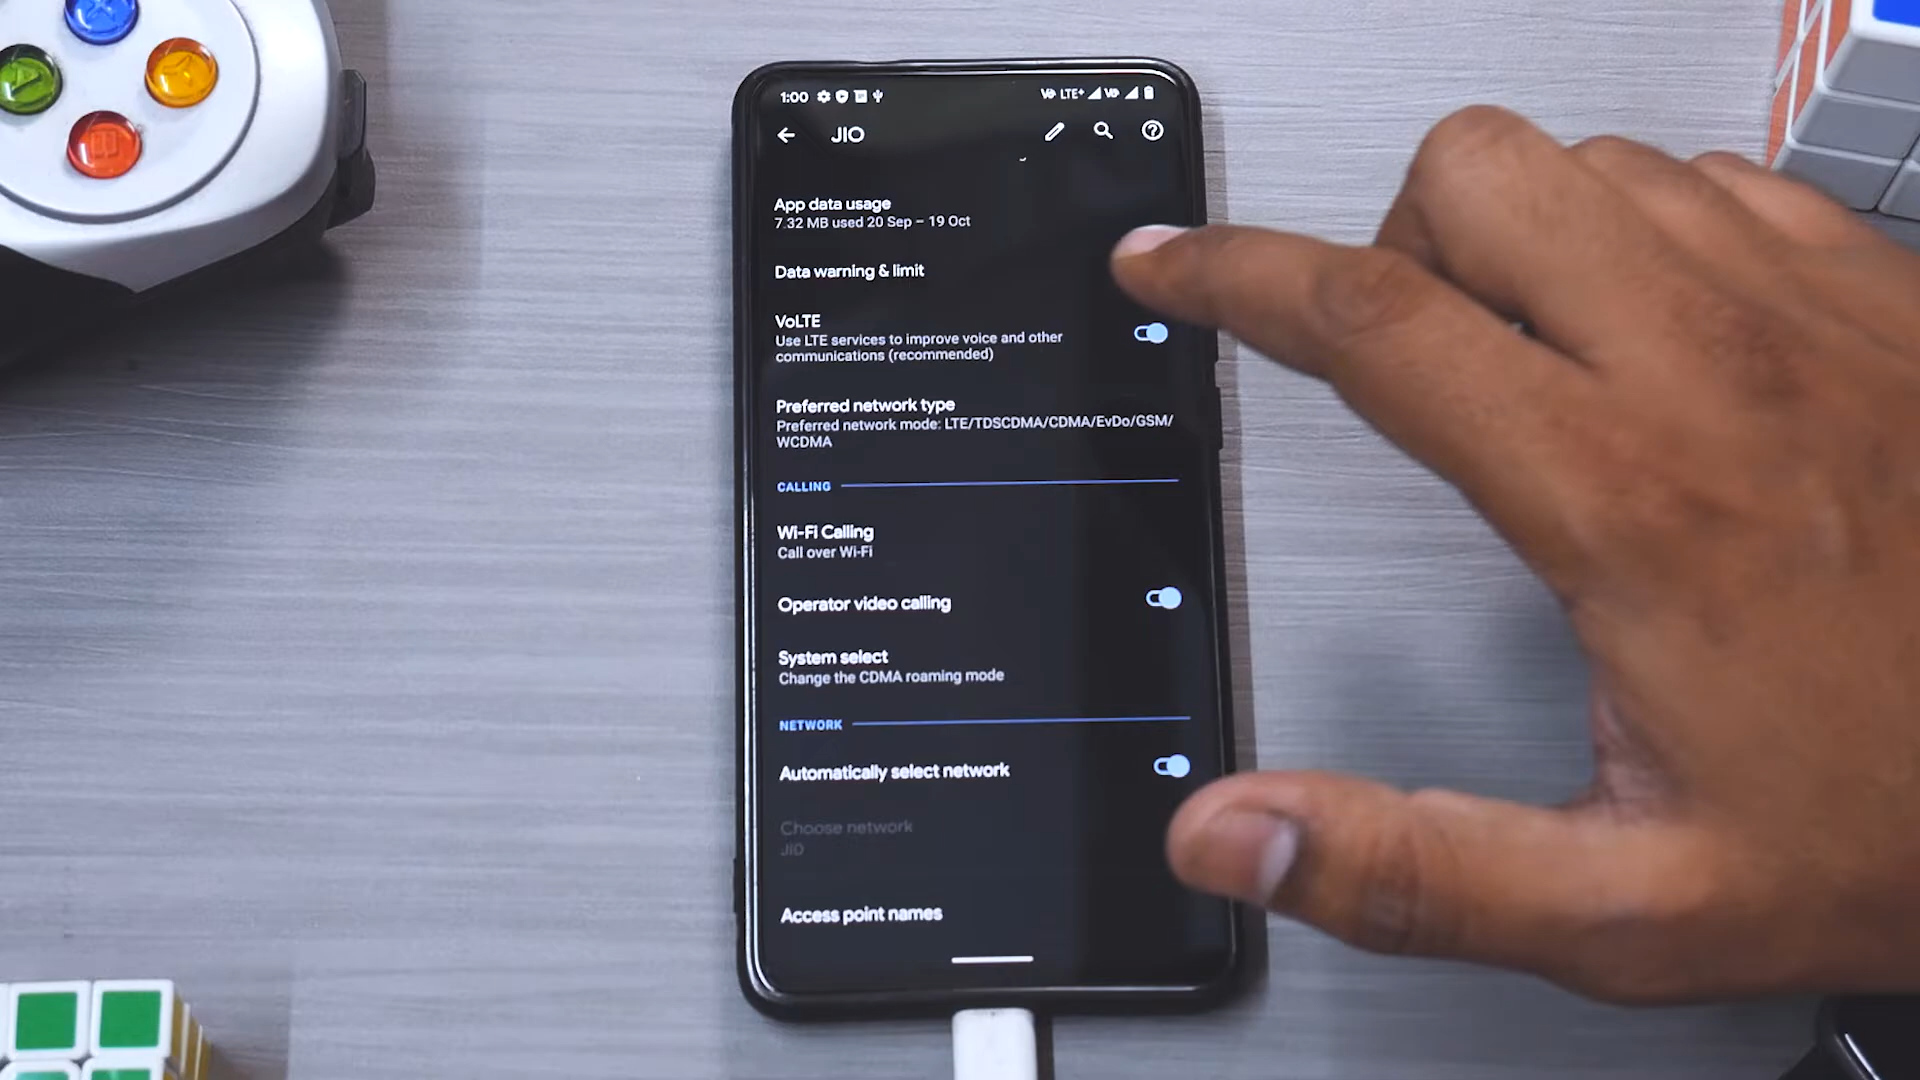 1:00 VoD LTE+ VoD
JIO
App data usage
7.32 MB used 20 Sep – 19 Oct
Data warning & limit
VoLTE
Use LTE services to improve voice and other
communications (recommended)
Preferred network type
Preferred network mode: LTE/TDSCDMA/CDMA/EvDo/GSM/
WCDMA
CALLING
Wi-Fi Calling
Call over Wi-Fi
Operator video calling
System select
Change the CDMA roaming mode
NETWORK
Automatically select network
Choose network
JIO
Access point names